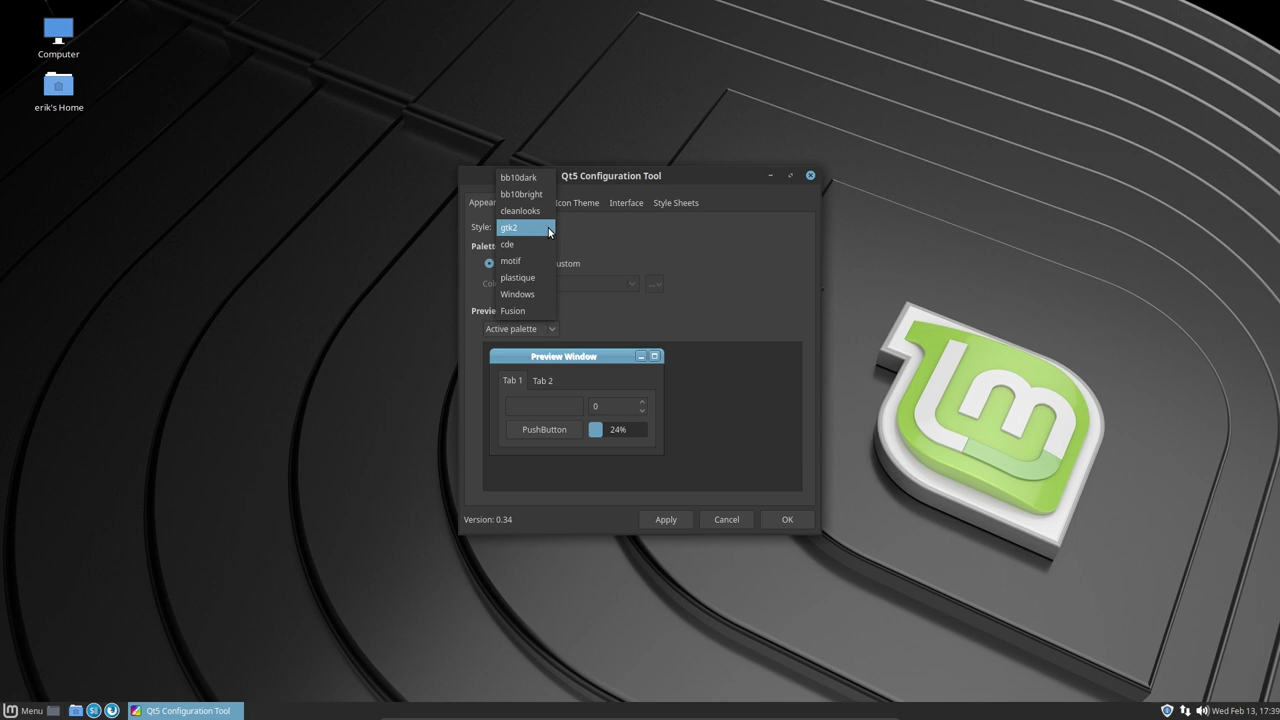 Computer
erik's Home
Qt5 Configuration Tool
Appea
Icon Theme
Interface
Style Sheets
Style:
bb10dark
bb10bright
cleanlooks
gtk2
cde
motif
plastique
Windows
Fusion
Palett
ustom
Col
...
Previe
Active palette
Preview Window
Tab 1
Tab 2
0
PushButton
24%
Version: 0.34
Apply
Cancel
OK
Menu
Qt5 Configuration Tool
Wed Feb 13, 17:39